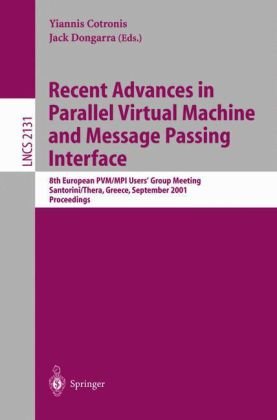 Yiannis Cotronis
Jack Dongarra (Eds.)
LNCS 2131
Recent Advances in
Parallel Virtual Machine
and Message Passing
Interface
8th European PVM/MPI Users' Group Meeting
Santorini/Thera, Greece, September 2001
Proceedings
Springer